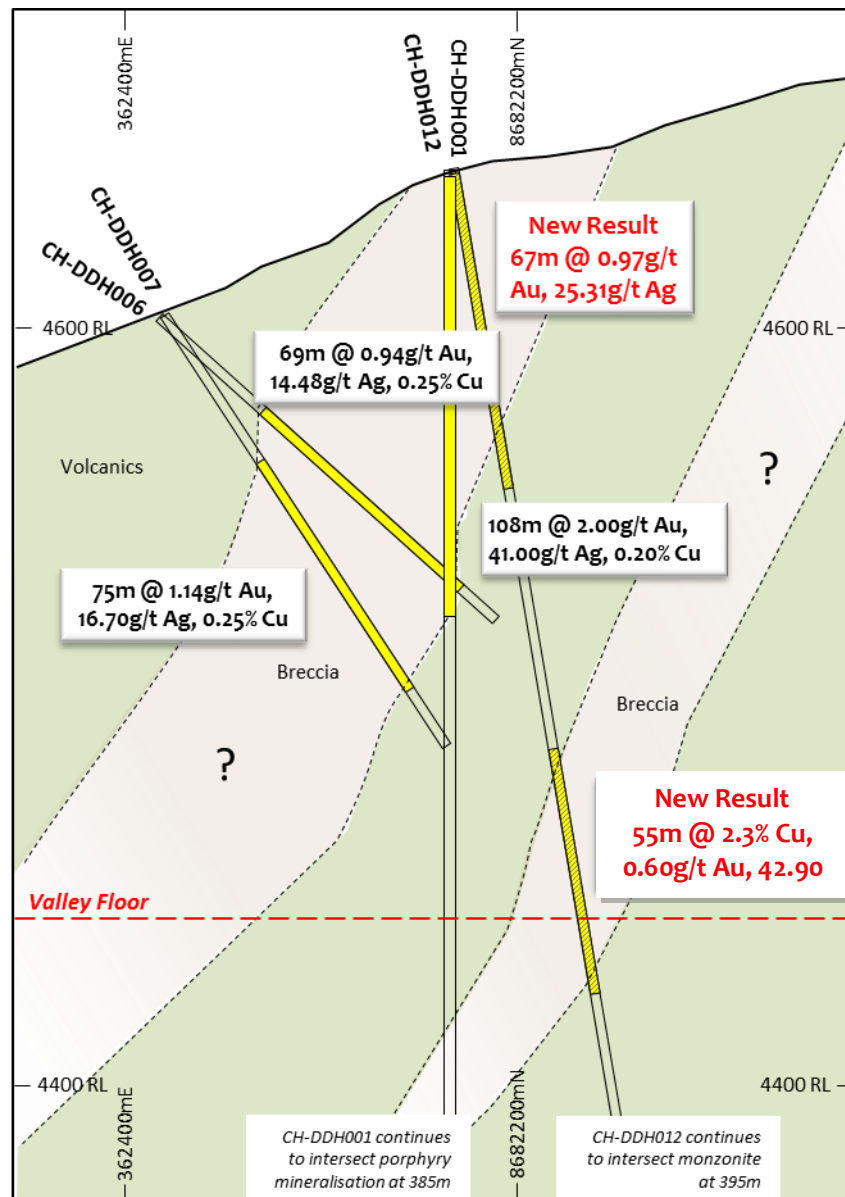 362400mE
CH-DDH012
CH-DDH001
8682200mN
CH-DDH007
CH-DDH006
New Result
67m @ 0.97g/t
Au, 25.31g/t Ag
4600 RL
4600 RL
69m @ 0.94g/t Au,
14.48g/t Ag, 0.25% Cu
Volcanics
?
108m @ 2.00g/t Au,
41.00g/t Ag, 0.20% Cu
75m @ 1.14g/t Au,
16.70g/t Ag, 0.25% Cu
Breccia
Breccia
?
New Result
55m @ 2.3% Cu,
0.60g/t Au, 42.90
Valley Floor
4400 RL
4400 RL
362400mE
8682200mN
CH-DDH001 continues
to intersect porphyry
mineralisation at 385m
CH-DDH012 continues
to intersect monzonite
at 395m